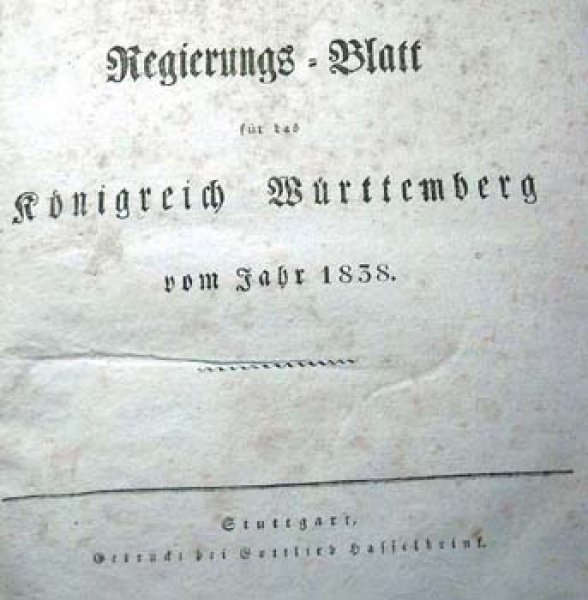 Regierungs-Blatt
für das
Königreich Württemberg
vom Jahr 1838.
Stuttgart,
Gedruckt bei Gottlieb Hasselbrink.